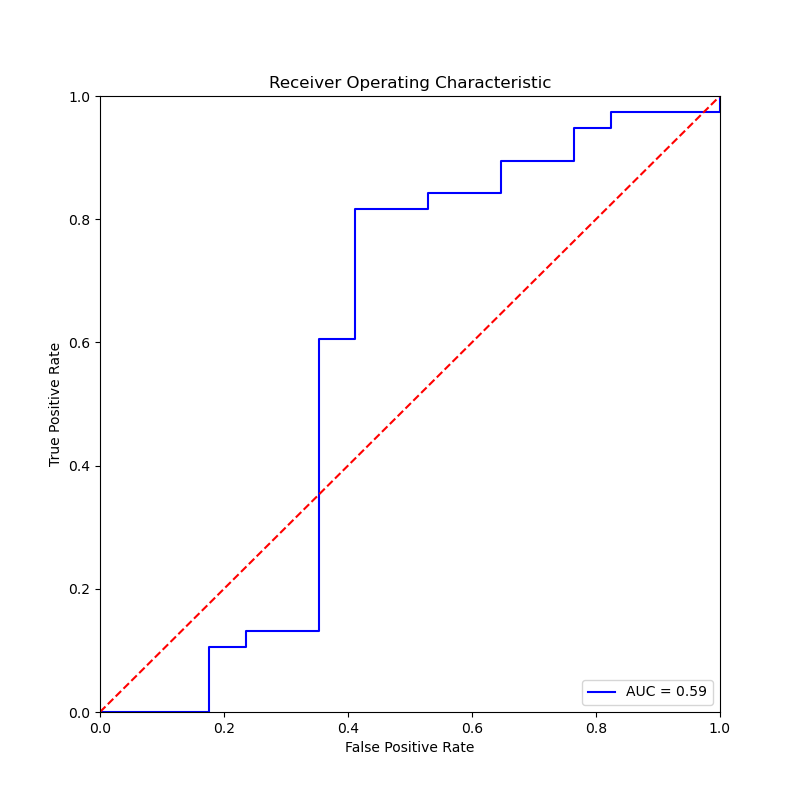 Receiver Operating Characteristic
True Positive Rate
1.0
0.8
0.6
0.4
0.2
0.0
AUC = 0.59
0.0 0.2 0.4 0.6 0.8 1.0
False Positive Rate